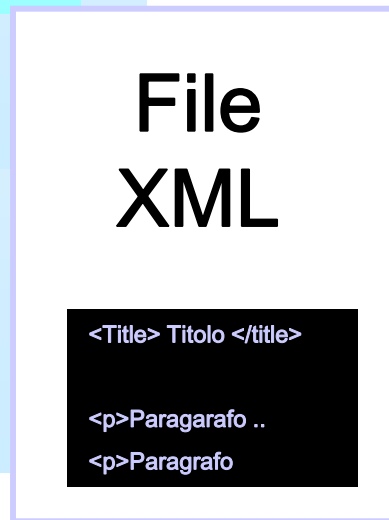 File
XML
<Title> Titolo </title>
<p>Paragarafo ..
<p>Paragrafo